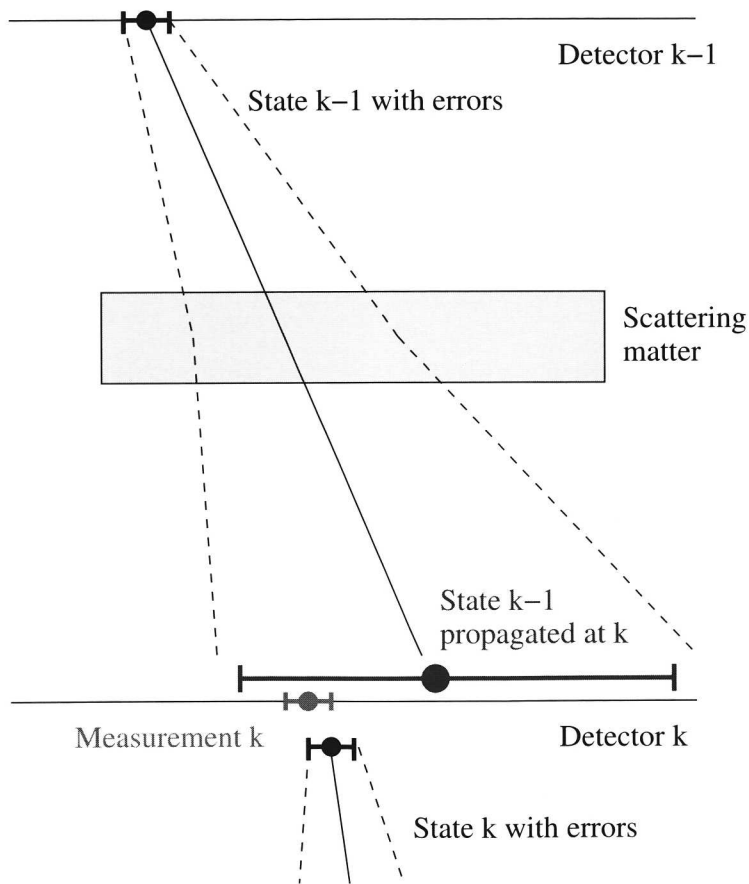 Detector k−1
State k−1 with errors
Scattering
matter
State k−1
propagated at k
Measurement k
Detector k
State k with errors